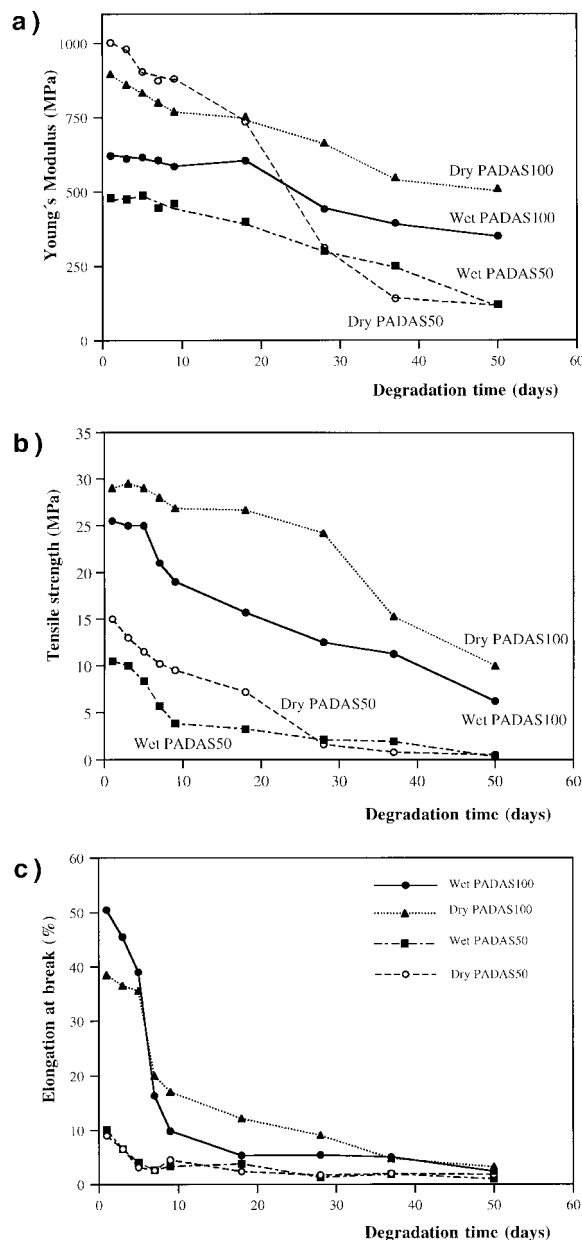 a)
1000
750
500
250
0
Young's Modulus (MPa)
Dry PADAS100
Wet PADAS100
Wet PADAS50
Dry PADAS50
0 10 20 30 40 50 60
Degradation time (days)
b)
35
30
25
20
15
10
5
0
Tensile strength (MPa)
Dry PADAS100
Dry PADAS50
Wet PADAS50
Wet PADAS100
0 10 20 30 40 50 60
Degradation time (days)
c)
60
50
40
30
20
10
0
Elongation at break (%)
Wet PADAS100
Dry PADAS100
Wet PADAS50
Dry PADAS50
0 10 20 30 40 50 60
Degradation time (days)